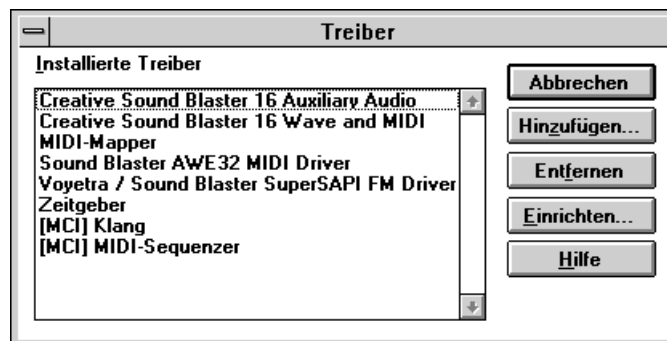 Treiber
Installierte Treiber
Creative Sound Blaster 16 Auxiliary Audio
Creative Sound Blaster 16 Wave and MIDI
MIDI-Mapper
Sound Blaster AWE32 MIDI Driver
Voyetra / Sound Blaster SuperSAPI FM Driver
Zeitgeber
[MCI] Klang
[MCI] MIDI-Sequenzer
Abbrechen
Hinzufügen...
Entfernen
Einrichten...
Hilfe